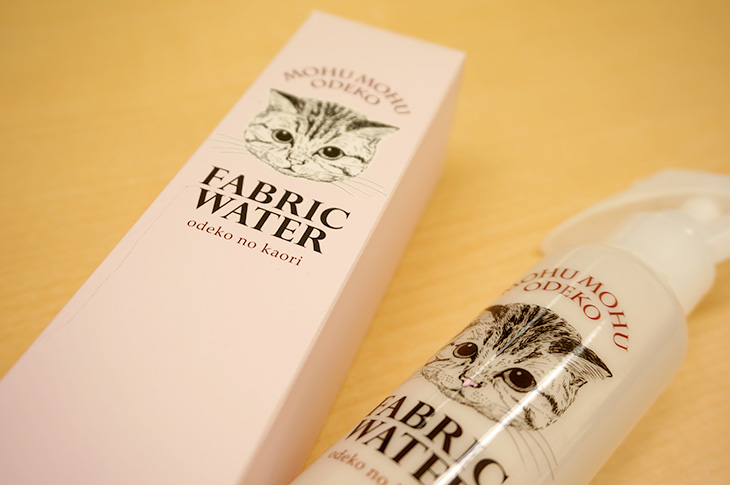 MOHU MOHU
ODEKO
FABRIC
WATER
odeko no kaori
MOHU MOHU
ODEKO
FABRIC
WATER
odeko no